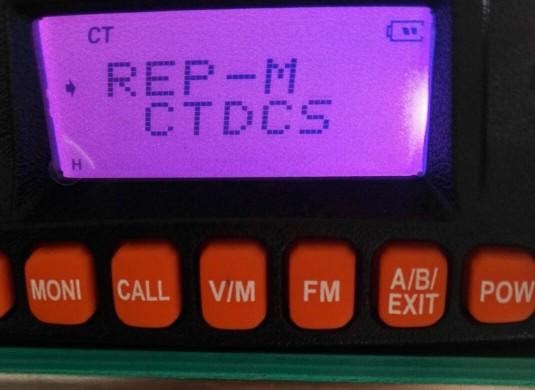 CT
REP-M
CTDCS
H
MONI CALL V/M FM A/B/ EXIT POW